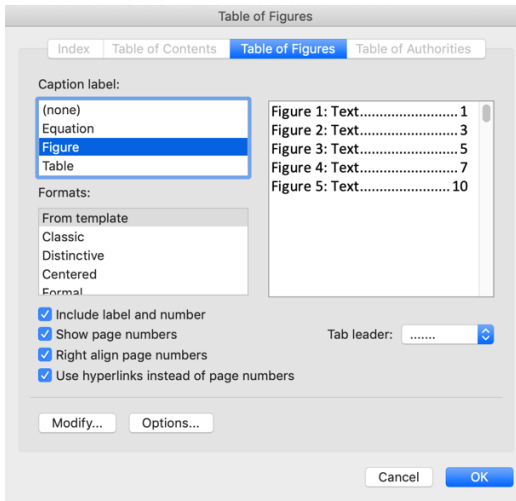 Table of Figures
Index Table of Contents Table of Figures Table of Authorities
Caption label:
(none)
Equation
Figure
Table
Figure 1: Text..........................1
Figure 2: Text..........................3
Figure 3: Text..........................5
Figure 4: Text..........................7
Figure 5: Text........................10
Formats:
From template
Classic
Distinctive
Centered
Formal
Include label and number
Show page numbers
Tab leader: .......
Right align page numbers
Use hyperlinks instead of page numbers
Modify... Options...
Cancel OK